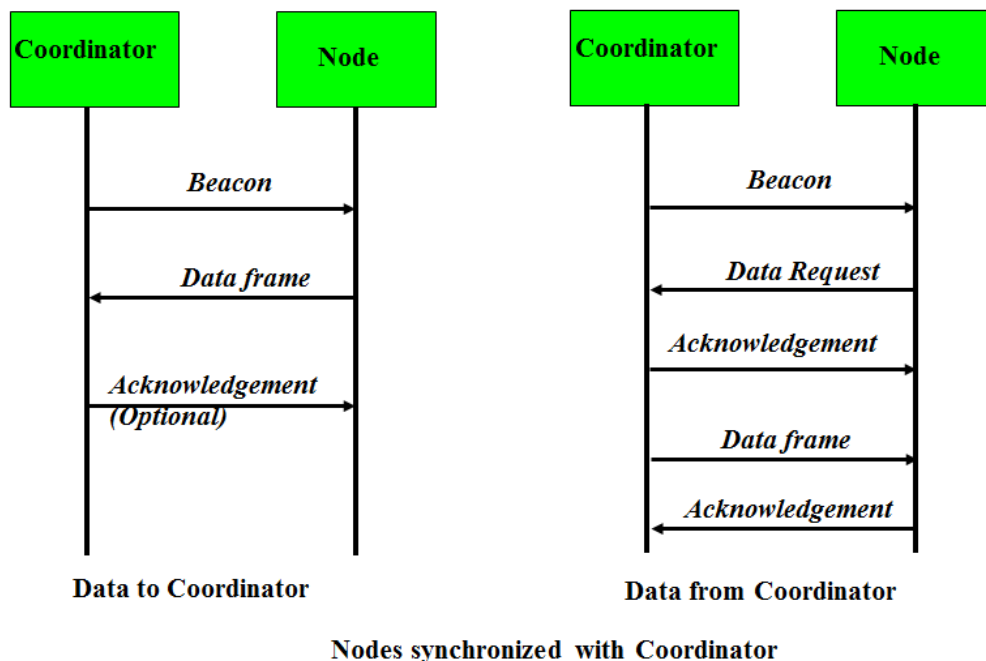 Coordinator
Node
Beacon
Data frame
Acknowledgement
(Optional)
Data to Coordinator
Coordinator
Node
Beacon
Data Request
Acknowledgement
Data frame
Acknowledgement
Data from Coordinator
Nodes synchronized with Coordinator